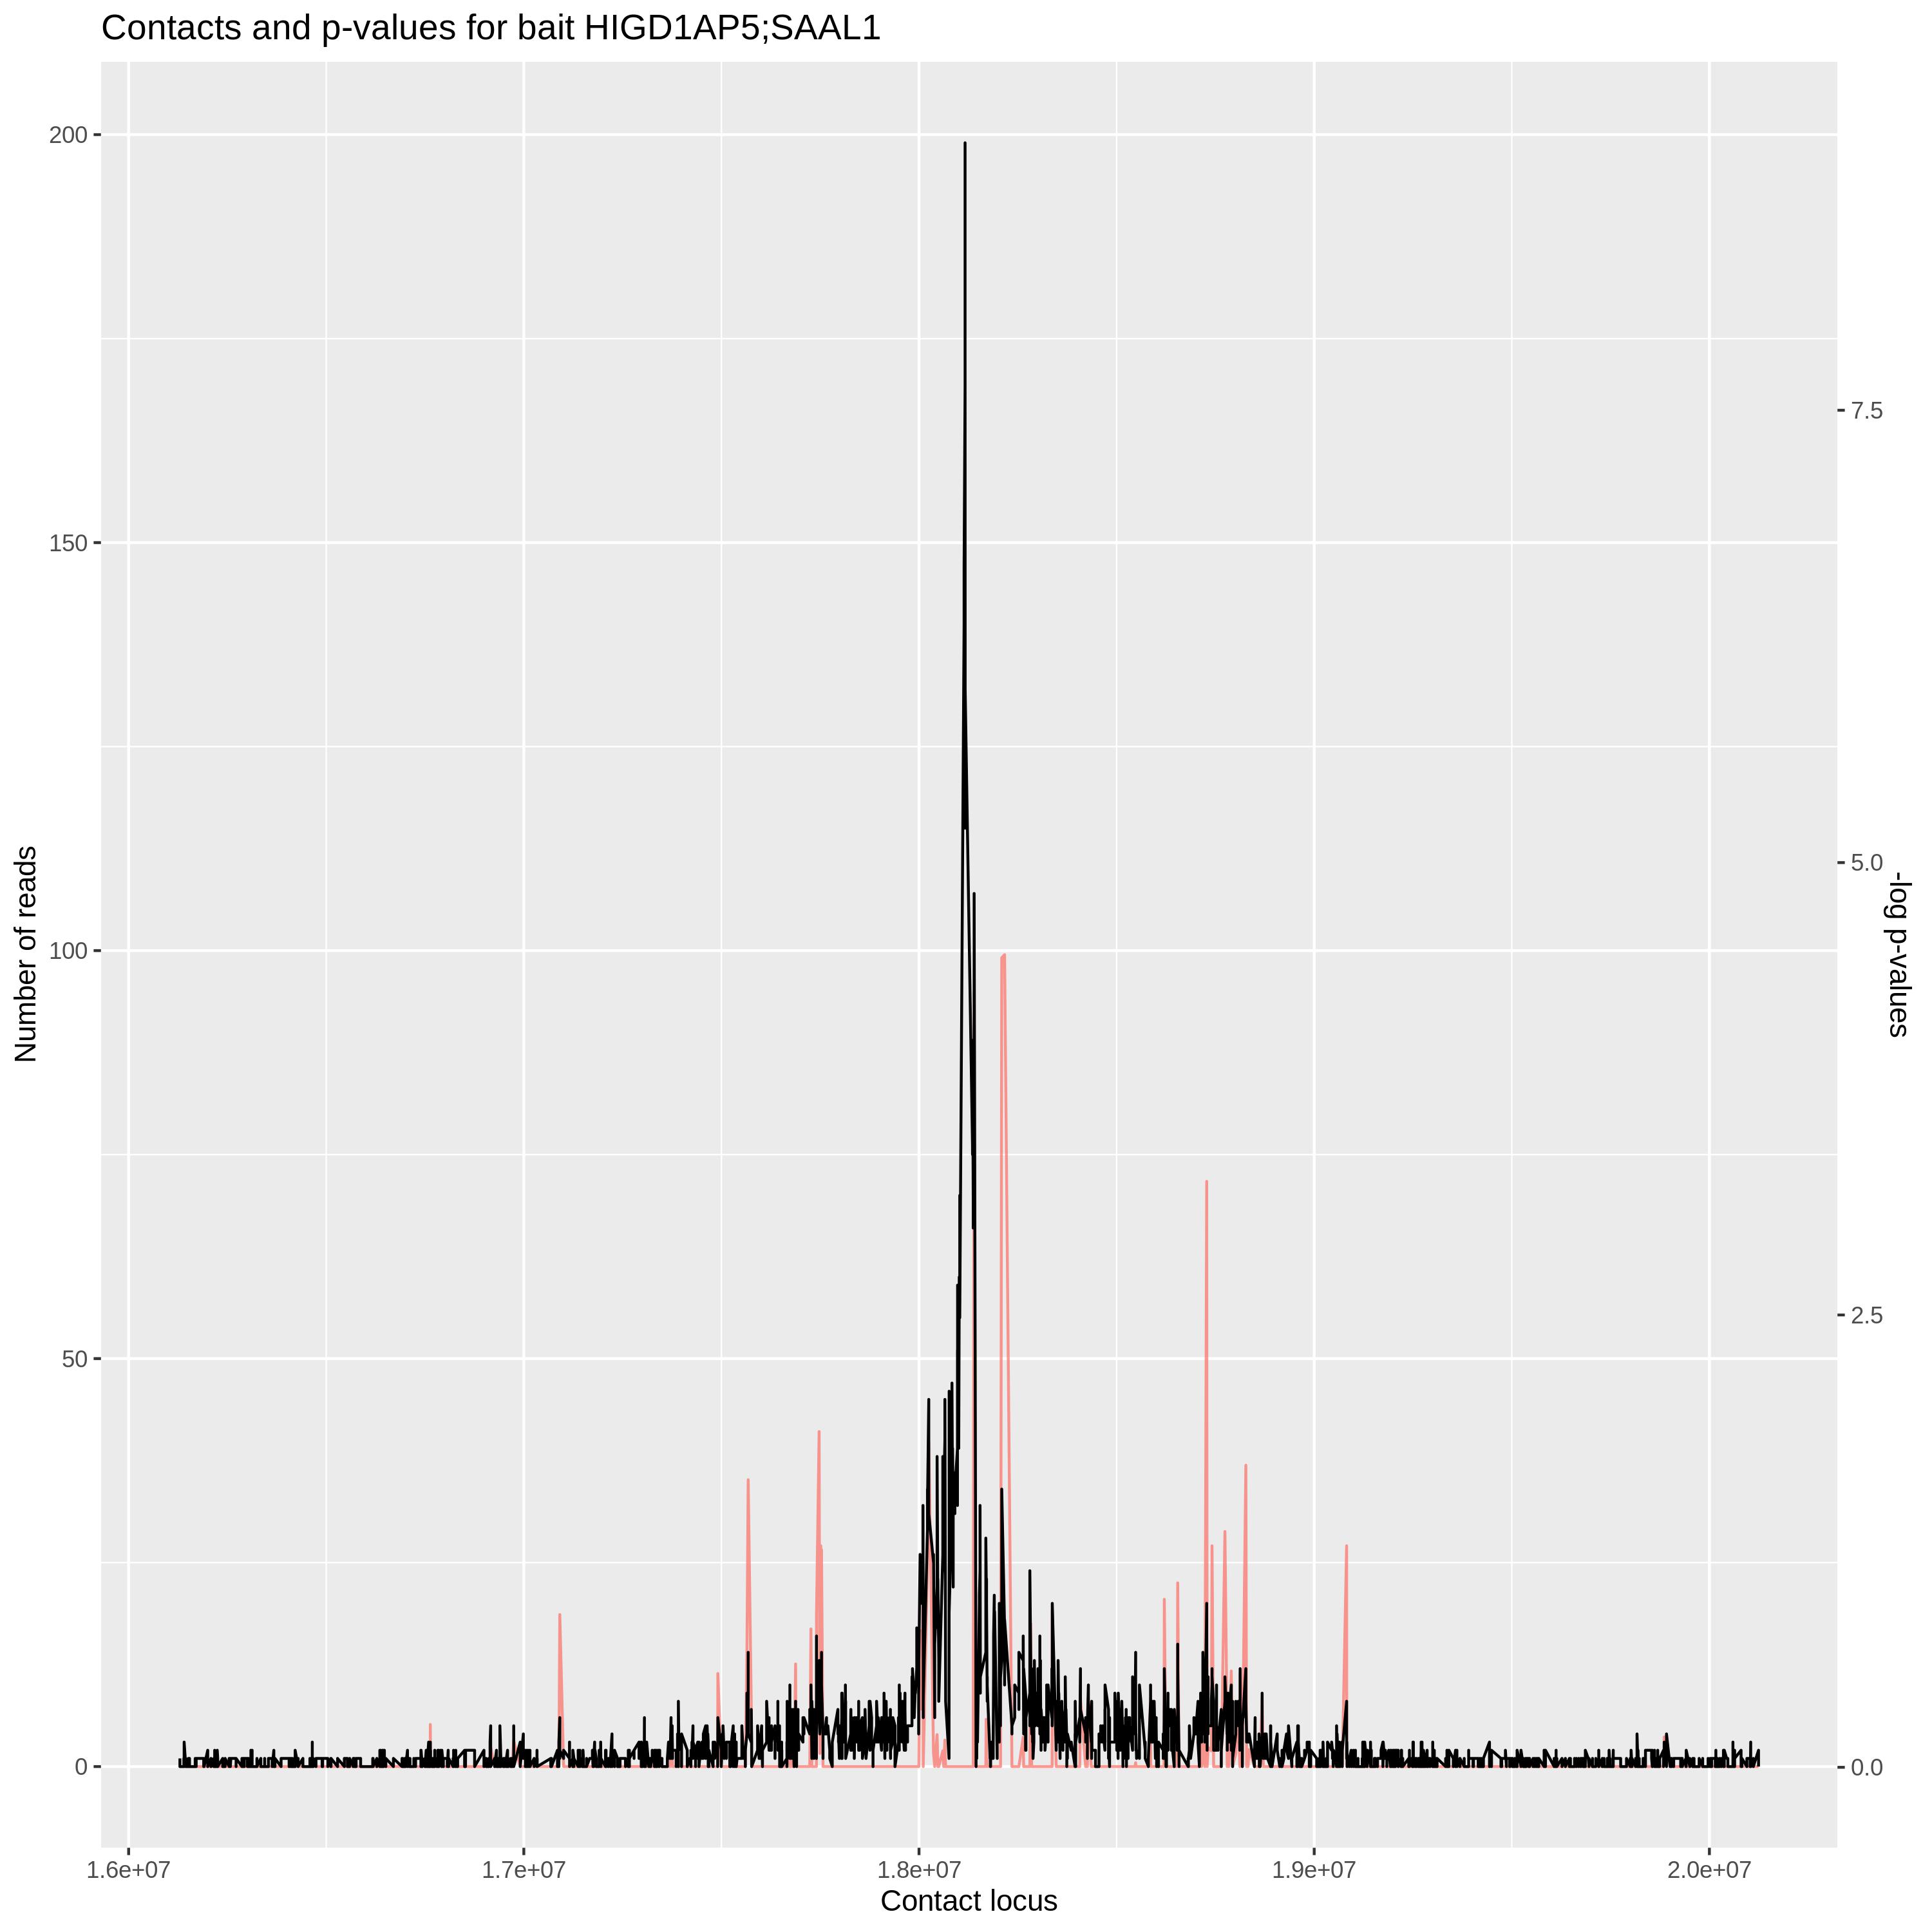 Contacts and p-values for bait HIGD1AP5;SAAL1
200
150
100
50
0
Number of reads
7.5
5.0
2.5
0.0
-log p-values
1.6e+07
1.7e+07
1.8e+07
1.9e+07
2.0e+07
Contact locus